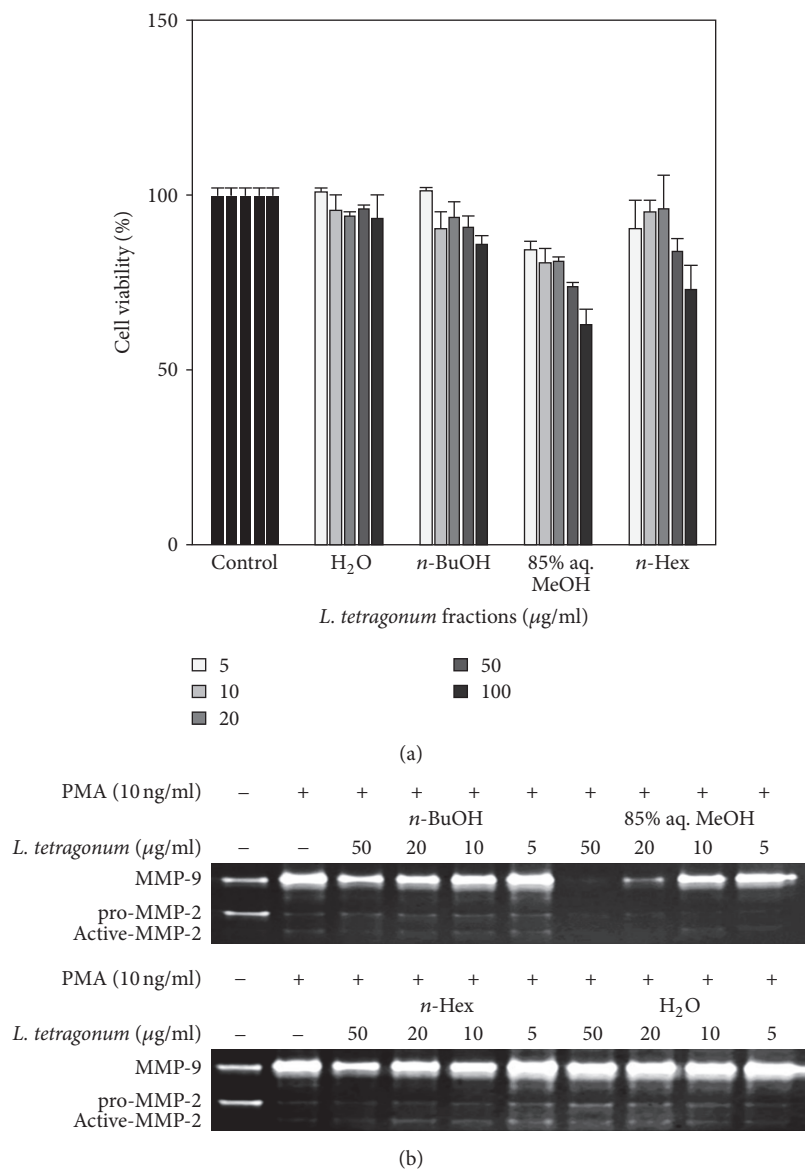 150
100
50
0
Cell viability (%)
Control H₂O n-BuOH 85% aq. MeOH n-Hex
L. tetragonum fractions (μg/ml)
5 50
10 100
20
(a)
PMA (10 ng/ml) − + + + + + + + + +
n-BuOH 85% aq. MeOH
L. tetragonum (μg/ml) − − 50 20 10 5 50 20 10 5
MMP-9
pro-MMP-2
Active-MMP-2
PMA (10 ng/ml) − + + + + + + + + +
n-Hex H₂O
L. tetragonum (μg/ml) − − 50 20 10 5 50 20 10 5
MMP-9
pro-MMP-2
Active-MMP-2
(b)